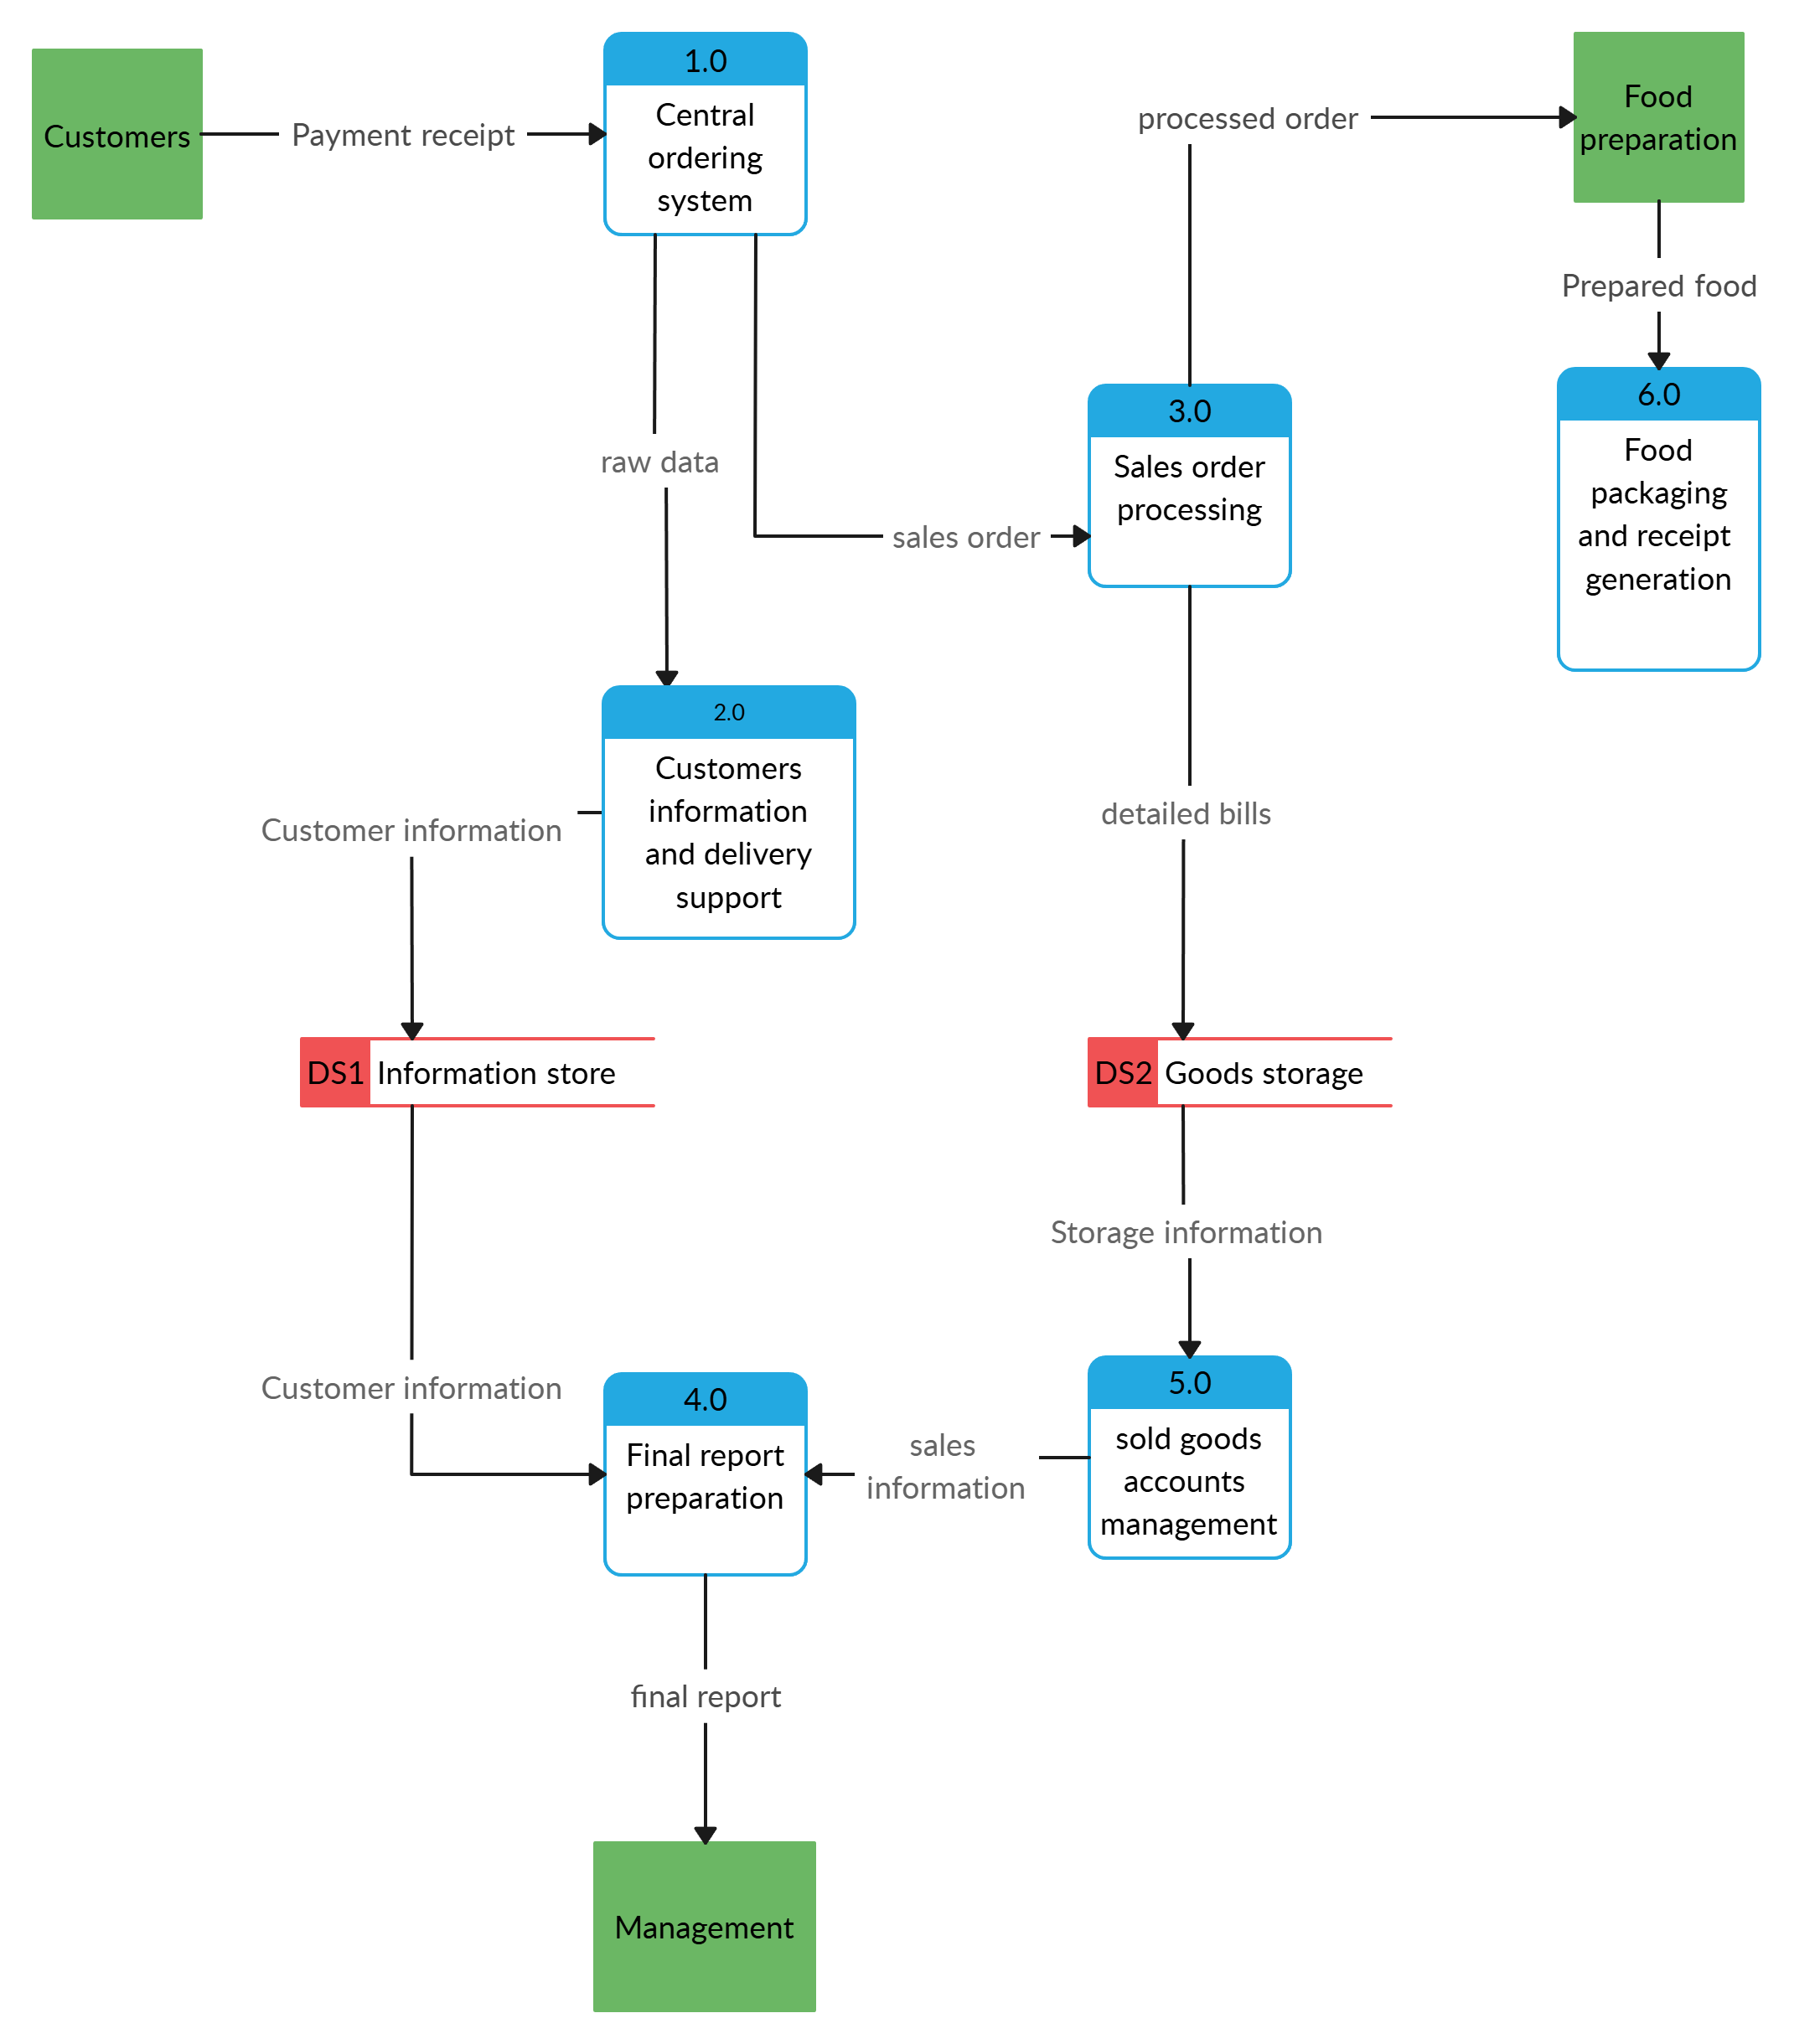 Customers
Payment receipt
1.0
Central
ordering
system
processed order
Food
preparation
Prepared food
raw data
sales order
3.0
Sales order
processing
6.0
Food
packaging
and receipt
generation
2.0
Customers
information
and delivery
support
Customer information
detailed bills
DS1 Information store
DS2 Goods storage
Storage information
Customer information
4.0
Final report
preparation
sales
information
5.0
sold goods
accounts
management
final report
Management